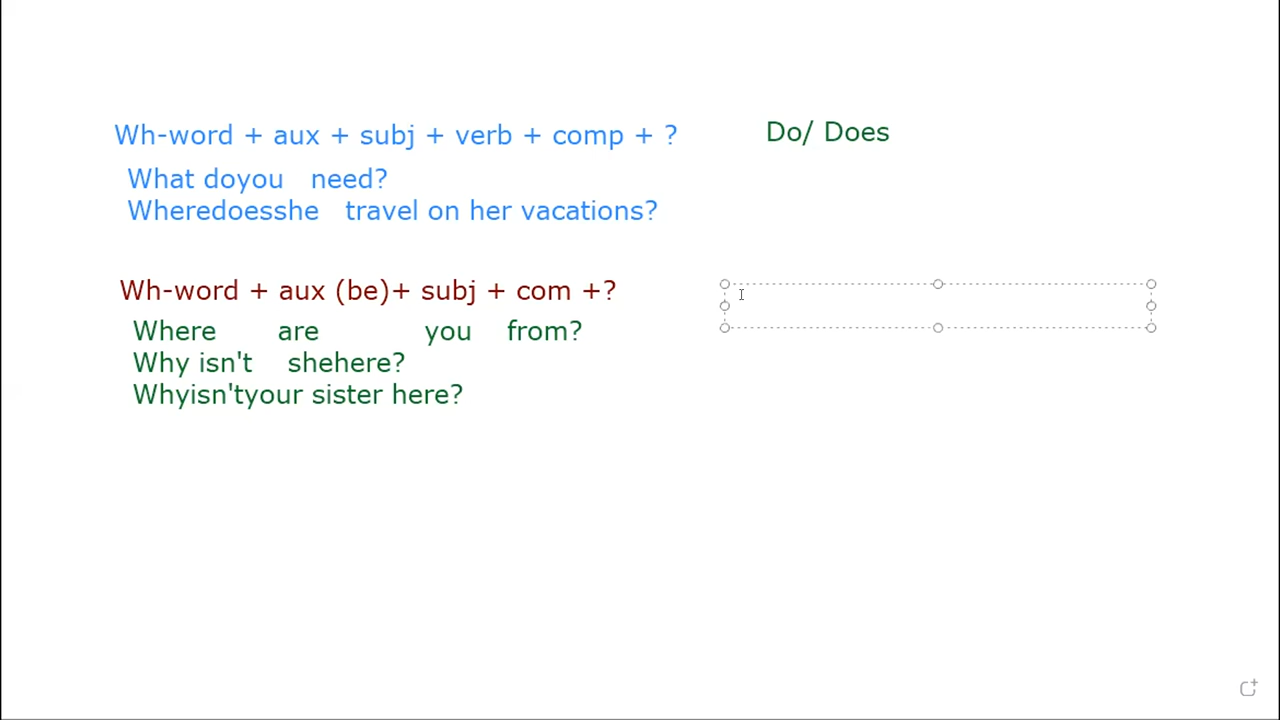 Wh-word + aux + subj + verb + comp + ?
Do/ Does
What doyou need?
Wheredoesshe travel on her vacations?
Wh-word + aux (be)+ subj + com +?
Where are you from?
Why isn't shehere?
Whyisn'tyour sister here?